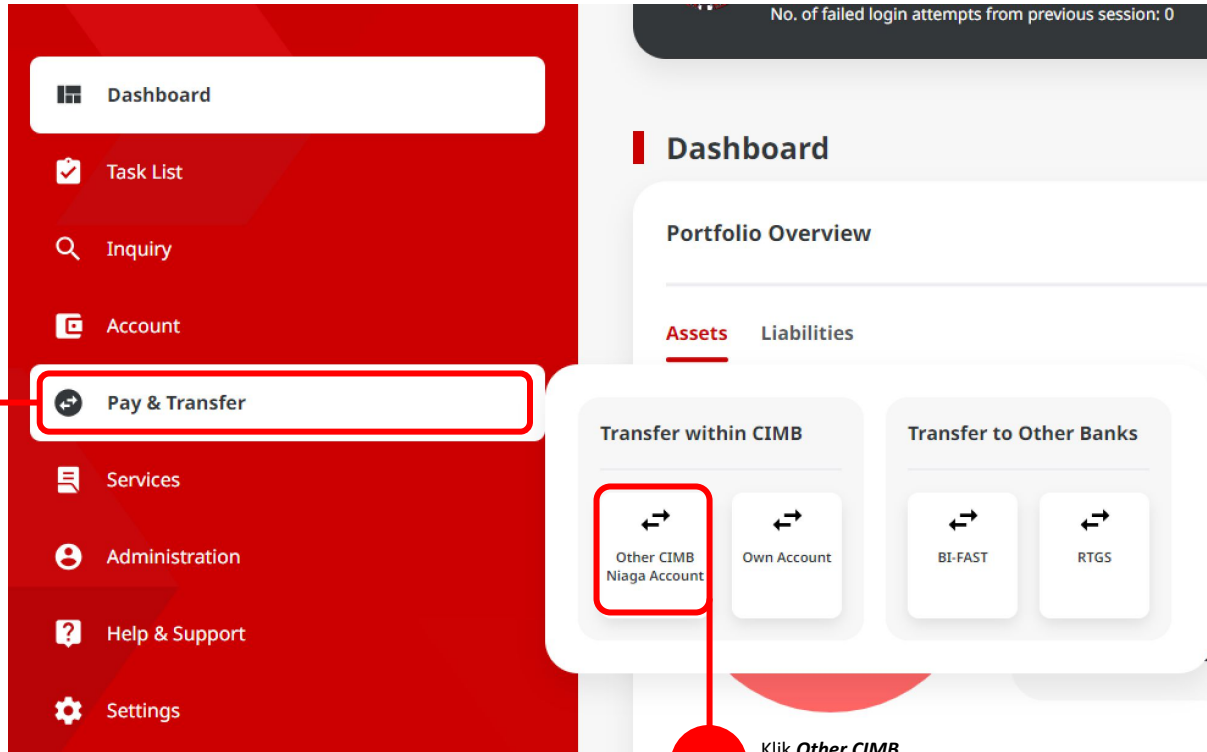 No. of failed login attempts from previous session: 0
Dashboard
Task List
Inquiry
Account
Pay & Transfer
Services
Administration
Help & Support
Settings
Dashboard
Portfolio Overview
Assets Liabilities
Transfer within CIMB
Other CIMB
Niaga Account
Own Account
Transfer to Other Banks
BI-FAST
RTGS
Klik Other CIMB